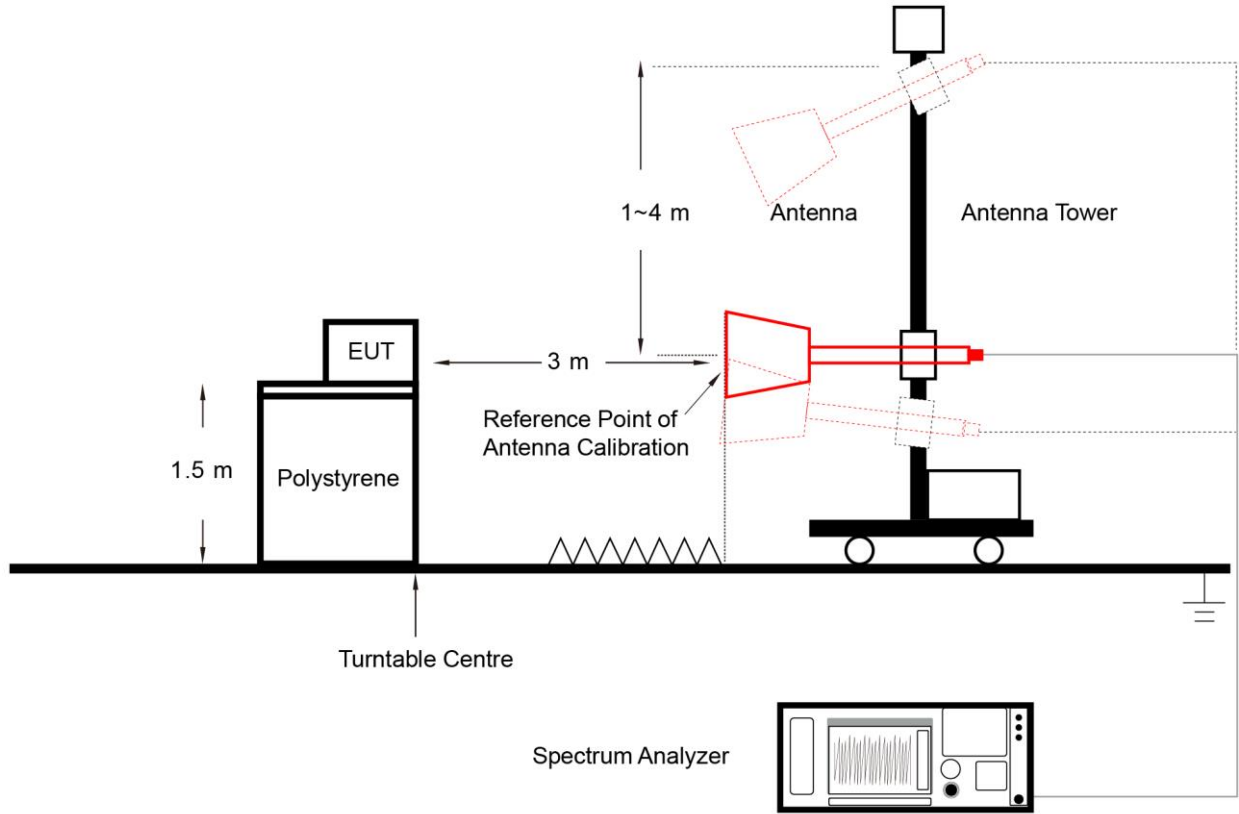 1~4 m
Antenna
Antenna Tower
EUT
3 m
Reference Point of
Antenna Calibration
1.5 m
Polystyrene
Turntable Centre
Spectrum Analyzer